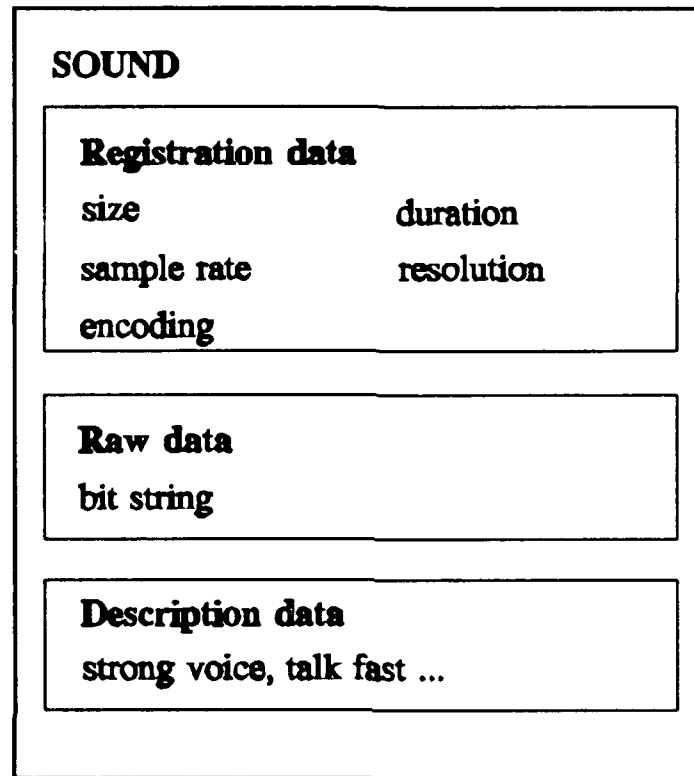 SOUND
Registration data
size duration
sample rate resolution
encoding
Raw data
bit string
Description data
strong voice, talk fast ...